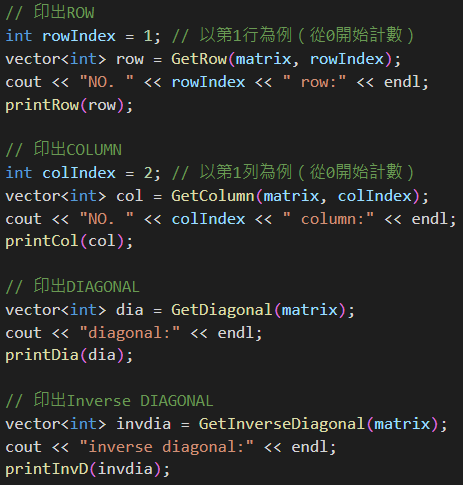 // 印出ROW
int rowIndex = 1; // 以第1行為例（從0開始計數）
vector<int> row = GetRow(matrix, rowIndex);
cout << "NO. " << rowIndex << " row:" << endl;
printRow(row);
// 印出COLUMN
int colIndex = 2; // 以第1列為例（從0開始計數）
vector<int> col = GetColumn(matrix, colIndex);
cout << "NO. " << colIndex << " column:" << endl;
printCol(col);
// 印出DIAGONAL
vector<int> dia = GetDiagonal(matrix);
cout << "diagonal:" << endl;
printDia(dia);
// 印出Inverse DIAGONAL
vector<int> invdia = GetInverseDiagonal(matrix);
cout << "inverse diagonal:" << endl;
printInvD(invdia);